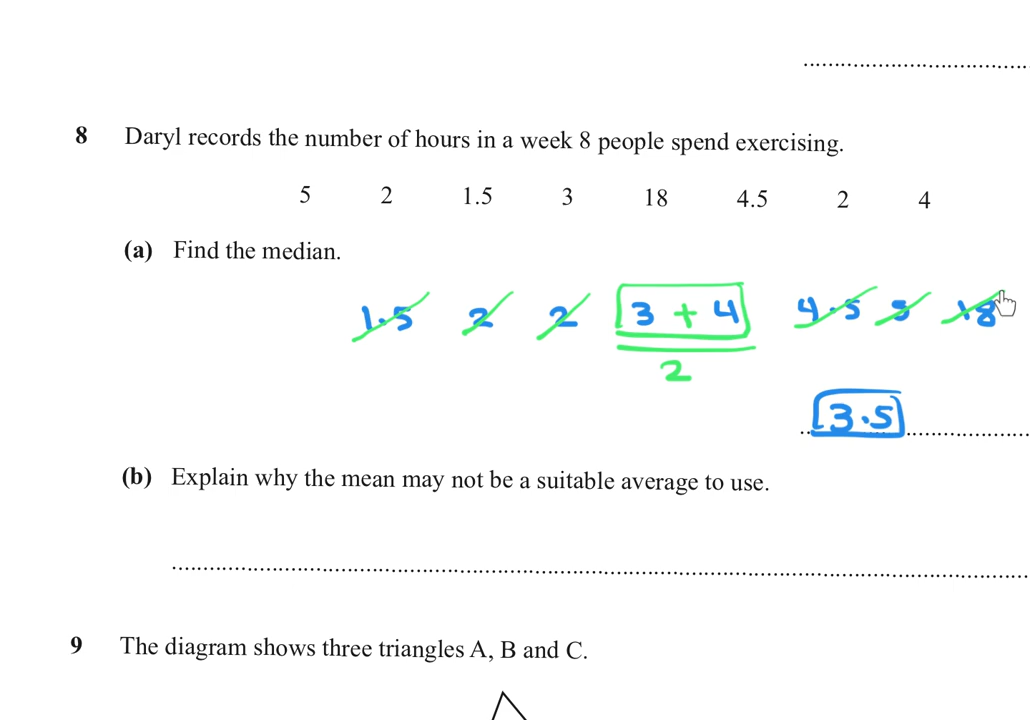 8 Daryl records the number of hours in a week 8 people spend exercising.
5 2 1.5 3 18 4.5 2 4
(a) Find the median.
1.5 2 2 3 + 4 4.5 5 18
2
3.5
(b) Explain why the mean may not be a suitable average to use.
9 The diagram shows three triangles A, B and C.